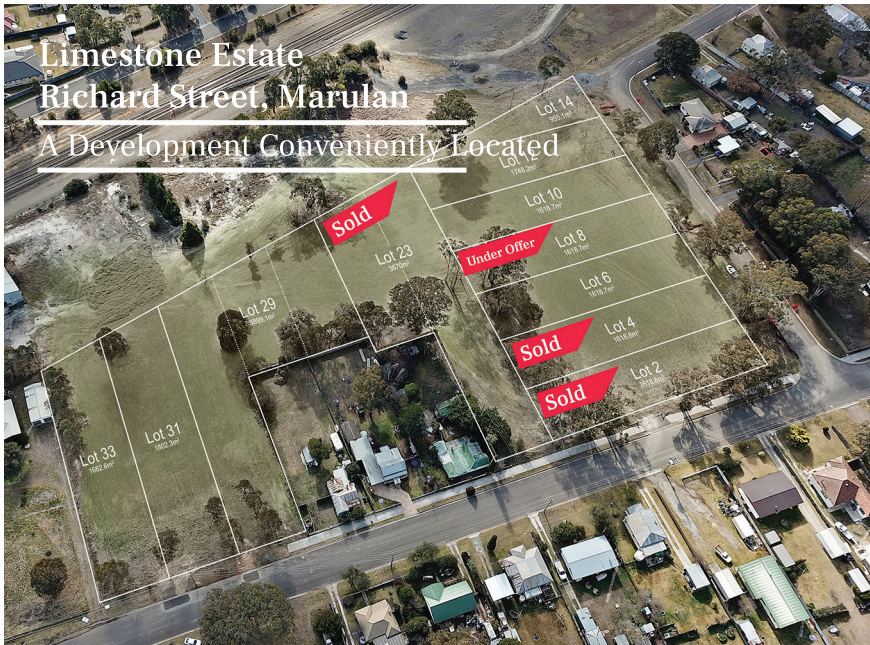 Limestone Estate
Richard Street, Marulan
A Development Conveniently Located
Lot 14
955.1m²
Lot 12
1748.2m²
Lot 10
1618.7m²
Sold
Lot 23
Under Offer
Lot 8
1618.7m²
Lot 6
1618.7m²
Lot 29
Sold
Lot 4
1618.6m²
Sold
Lot 2
1618.6m²
Lot 31
1802.3m²
Lot 33
1682.6m²